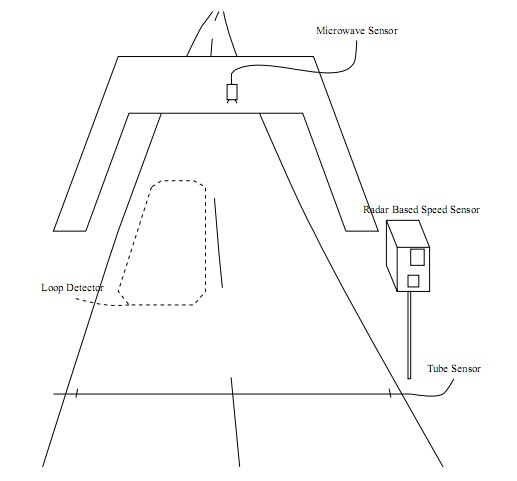 Microwave Sensor
Radar Based Speed Sensor
Loop Detector
Tube Sensor